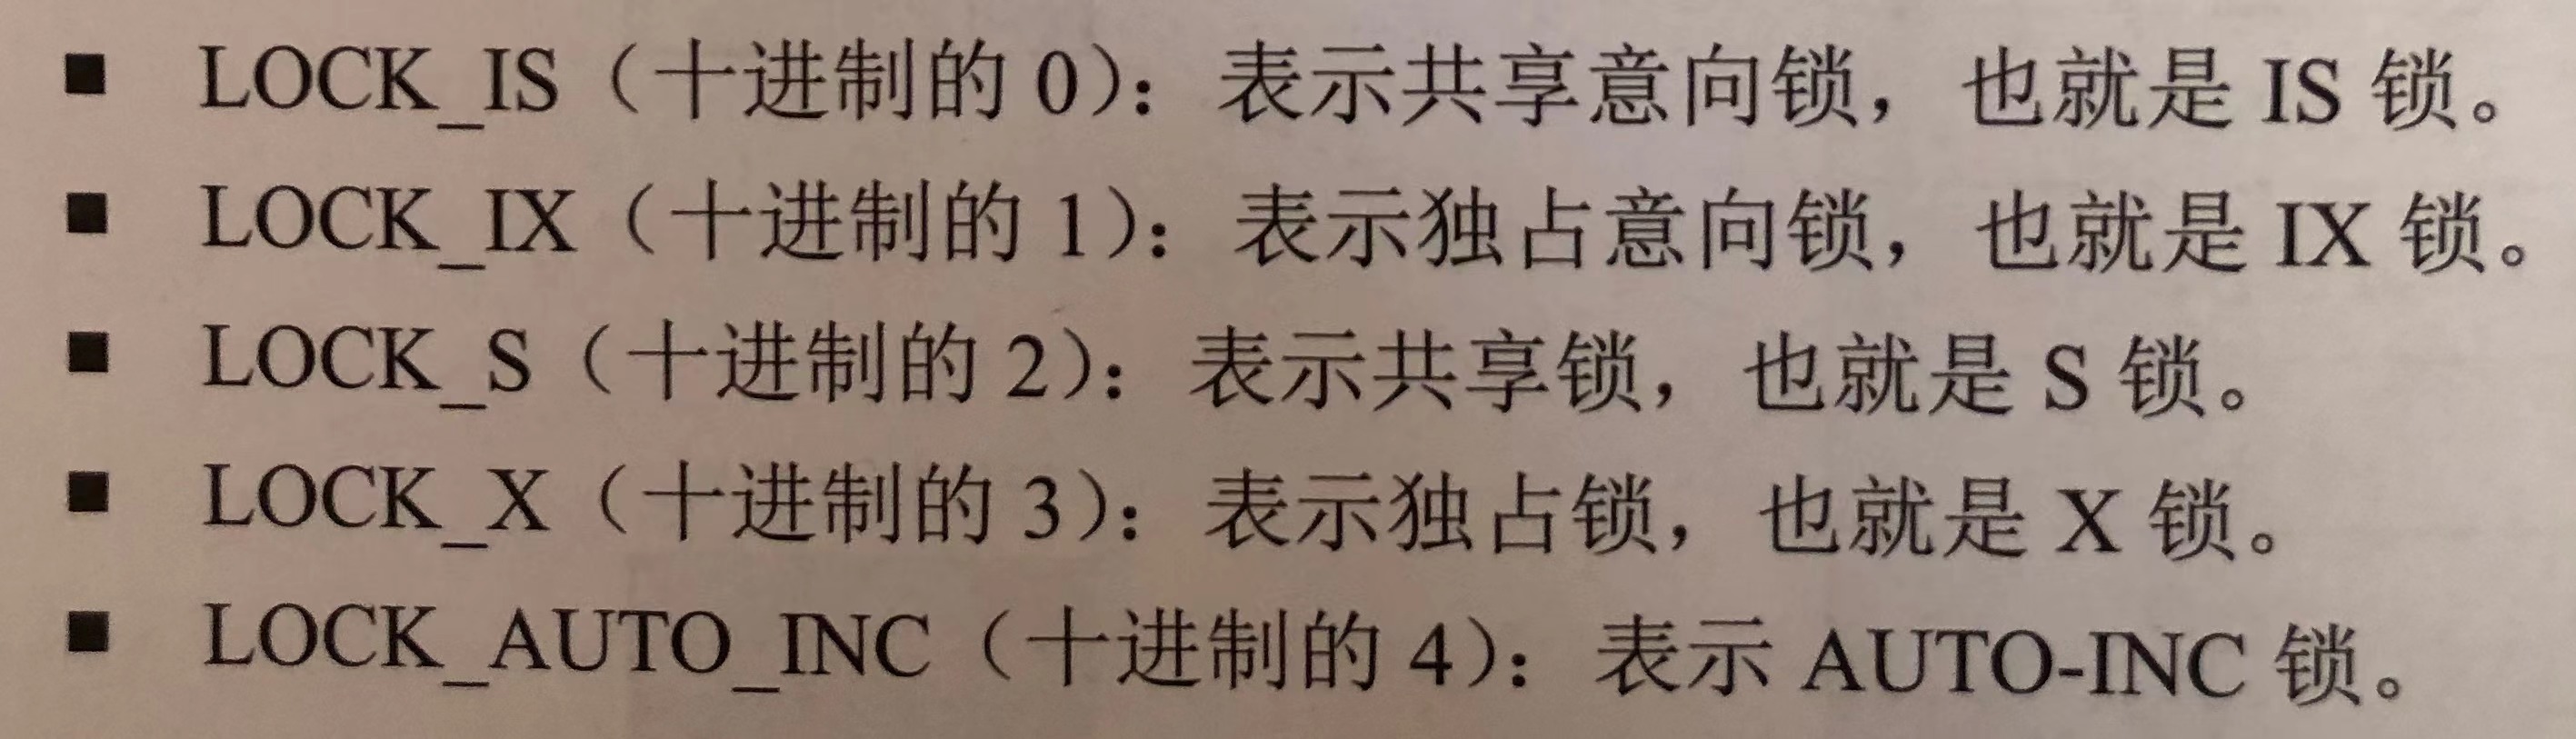 ■ LOCK_IS（十进制的 0）：表示共享意向锁，也就是 IS 锁。
■ LOCK_IX（十进制的 1）：表示独占意向锁，也就是 IX 锁。
■ LOCK_S（十进制的 2）：表示共享锁，也就是 S 锁。
■ LOCK_X（十进制的 3）：表示独占锁，也就是 X 锁。
■ LOCK_AUTO_INC（十进制的 4）：表示 AUTO-INC 锁。